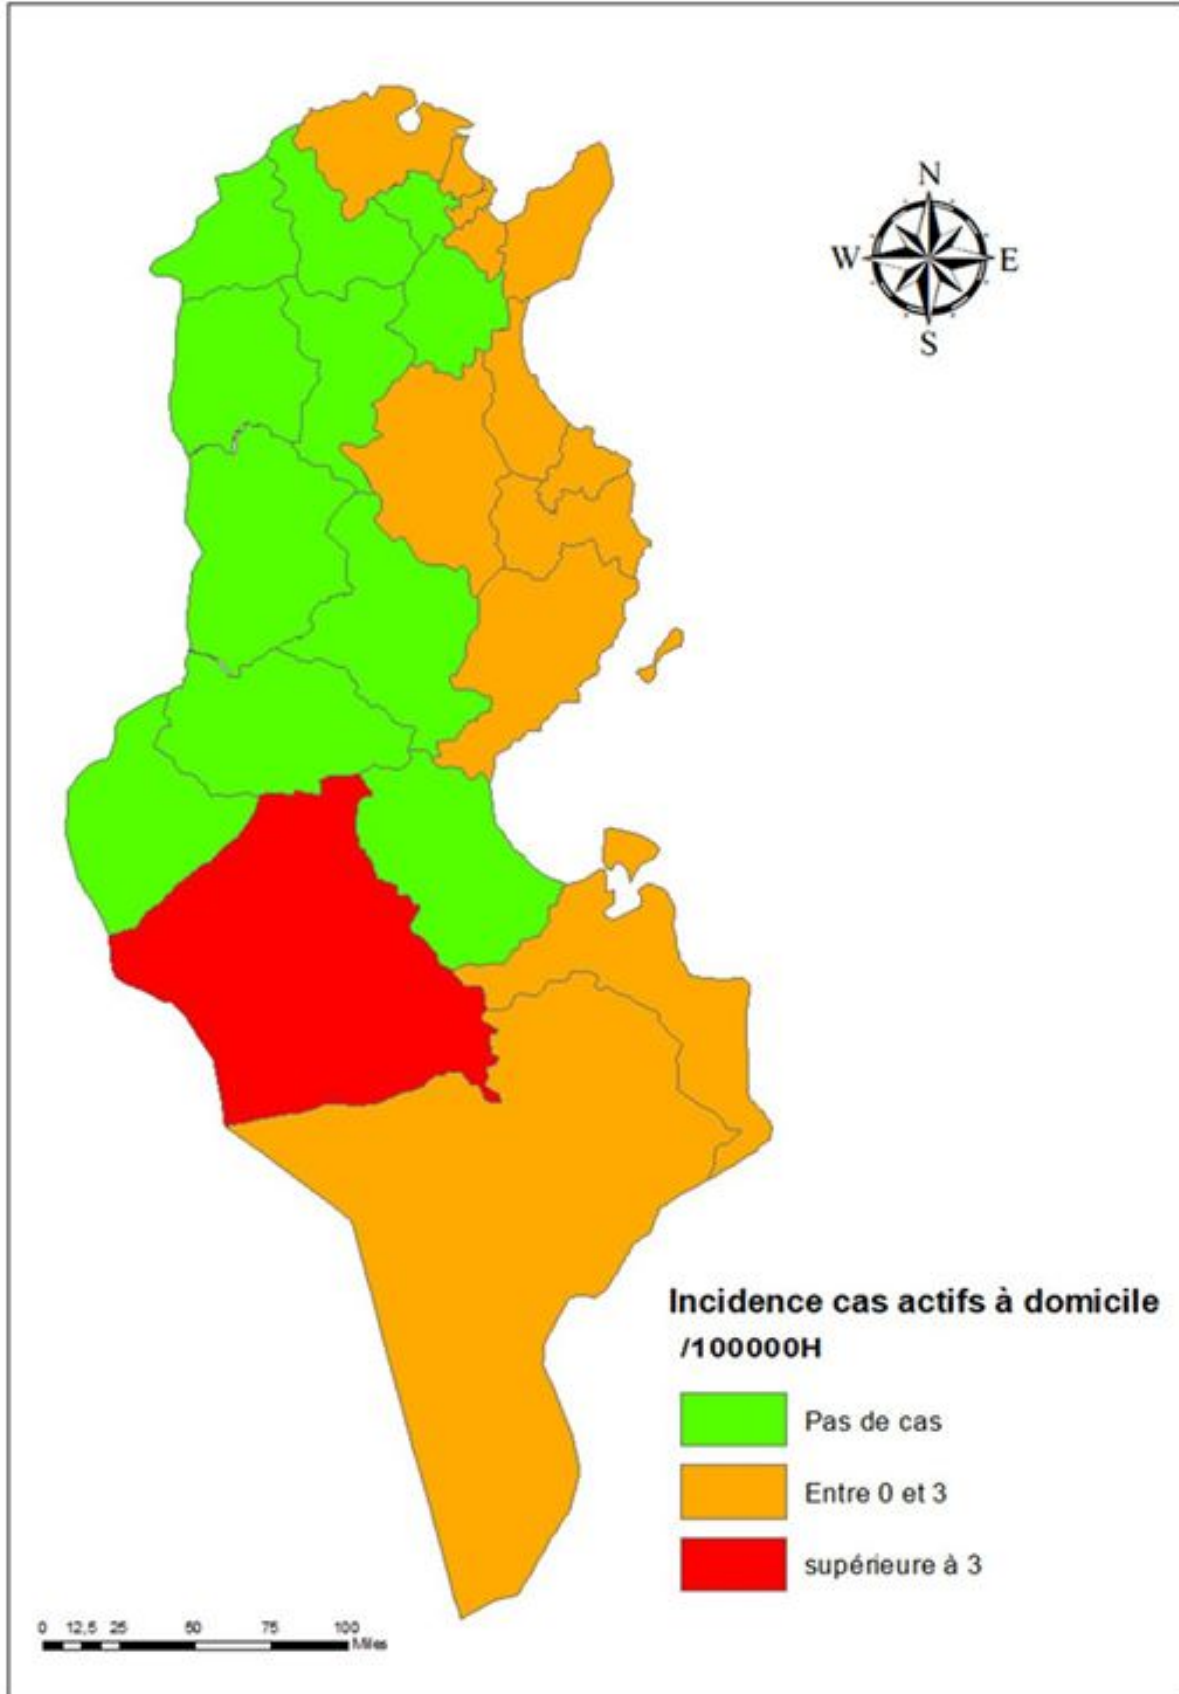 N
W E
S
Incidence cas actifs à domicile
/100000H
Pas de cas
Entre 0 et 3
supérieure à 3
0 12,5 25 50 75 100
Miles